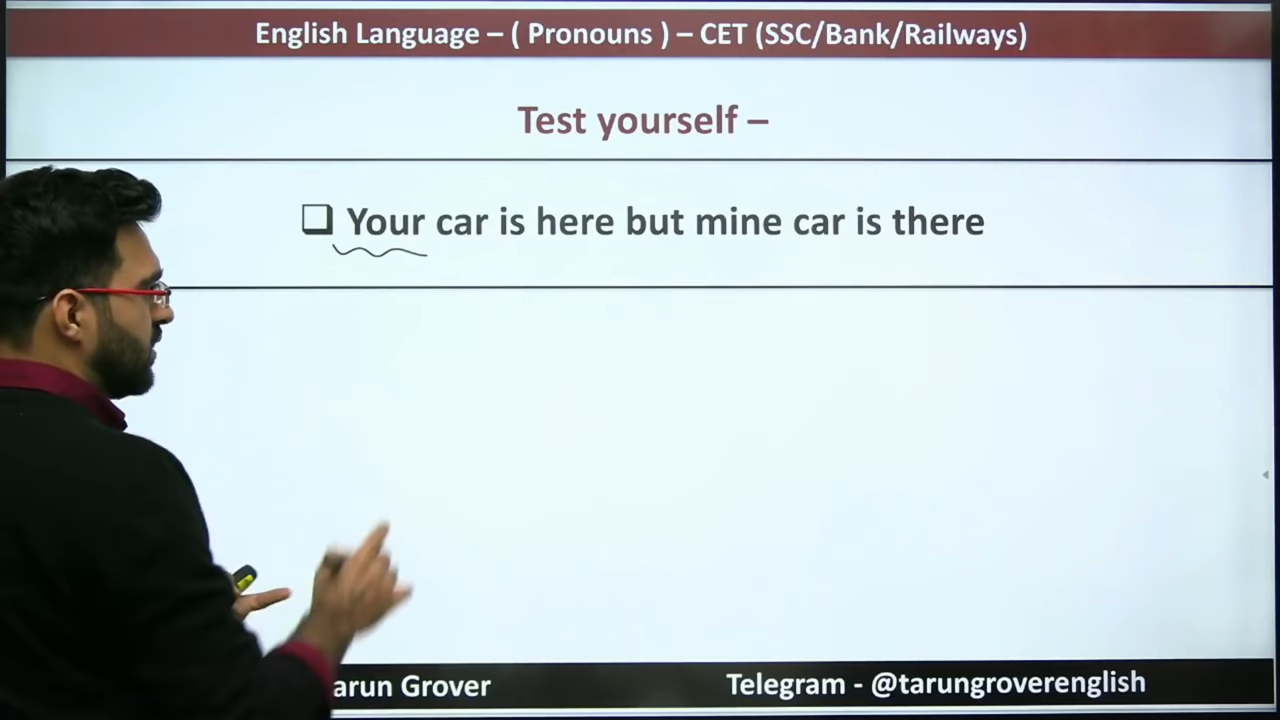 English Language – ( Pronouns ) – CET (SSC/Bank/Railways)
Test yourself –
❑ Your car is here but mine car is there
arun Grover
Telegram - @tarungroverenglish